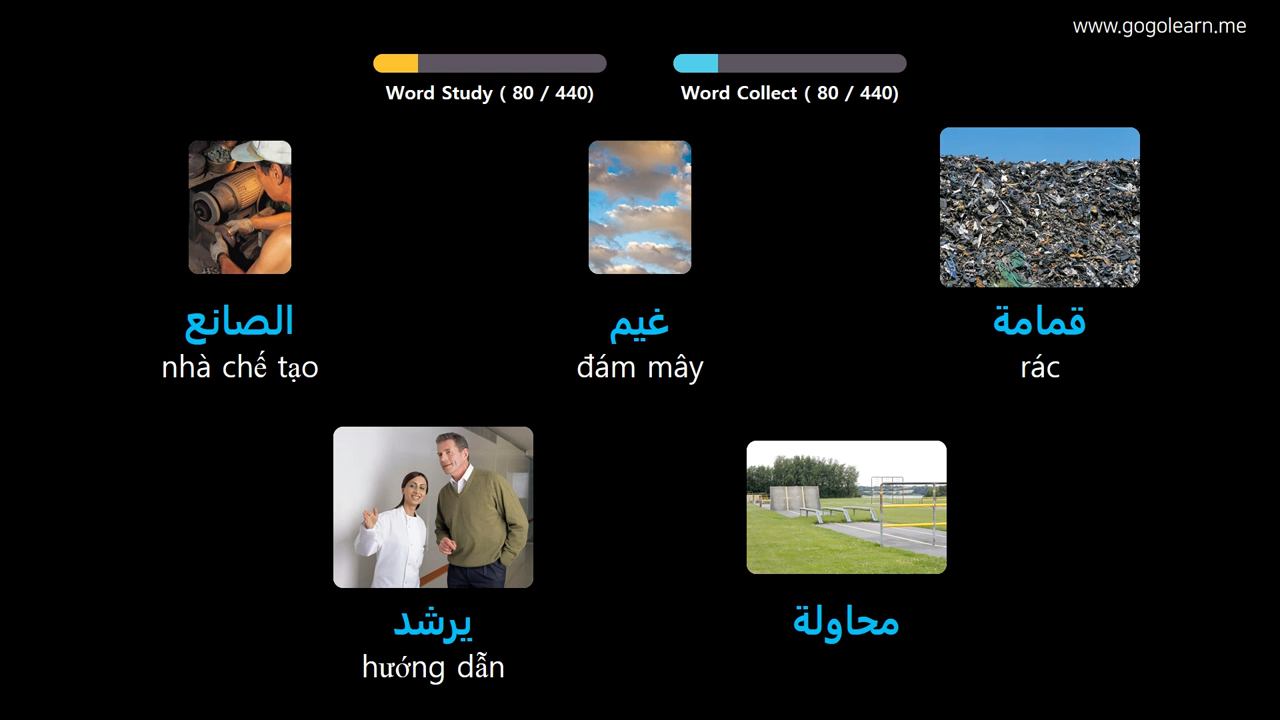 www.gogolearn.me
Word Study ( 80 / 440)
Word Collect ( 80 / 440)
الصانع
nhà chế tạo
غيم
đám mây
قمامة
rác
يرشد
hướng dẫn
محاولة